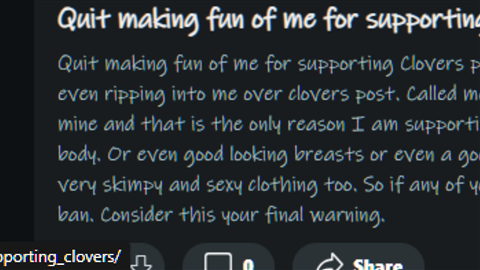 Quit making fun of me for supporting
Quit making fun of me for supporting Clovers p
even ripping into me over clovers post. Called m
mine and that is the only reason I am supporti
body. Or even good looking breasts or even a go
very skimpy and sexy clothing too. So if any of y
ban. Consider this your final warning.
pporting_clovers/
0
Share